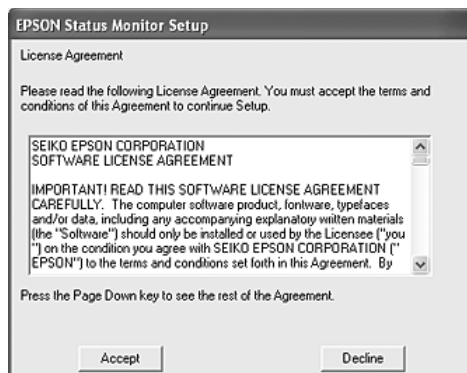 EPSON Status Monitor Setup
License Agreement
Please read the following License Agreement. You must accept the terms and
conditions of this Agreement to continue Setup.
SEIKO EPSON CORPORATION
SOFTWARE LICENSE AGREEMENT
IMPORTANT! READ THIS SOFTWARE LICENSE AGREEMENT
CAREFULLY. The computer software product, fontware, typefaces
and/or data, including any accompanying explanatory written materials
(the "Software") should only be installed or used by the Licensee ("you
") on the condition you agree with SEIKO EPSON CORPORATION ("
EPSON") to the terms and conditions set forth in this Agreement. By
Press the Page Down key to see the rest of the Agreement.
Accept
Decline